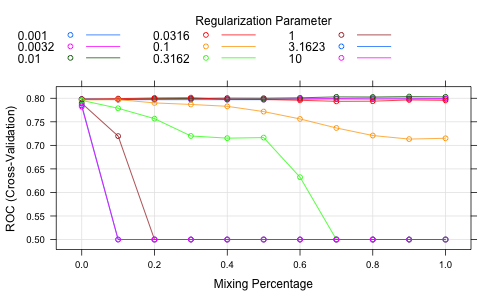 Regularization Parameter
0.001 0.0316 1
0.0032 0.1 3.1623
0.01 0.3162 10
ROC (Cross-Validation)
0.80
0.75
0.70
0.65
0.60
0.55
0.50
0.0 0.2 0.4 0.6 0.8 1.0
Mixing Percentage